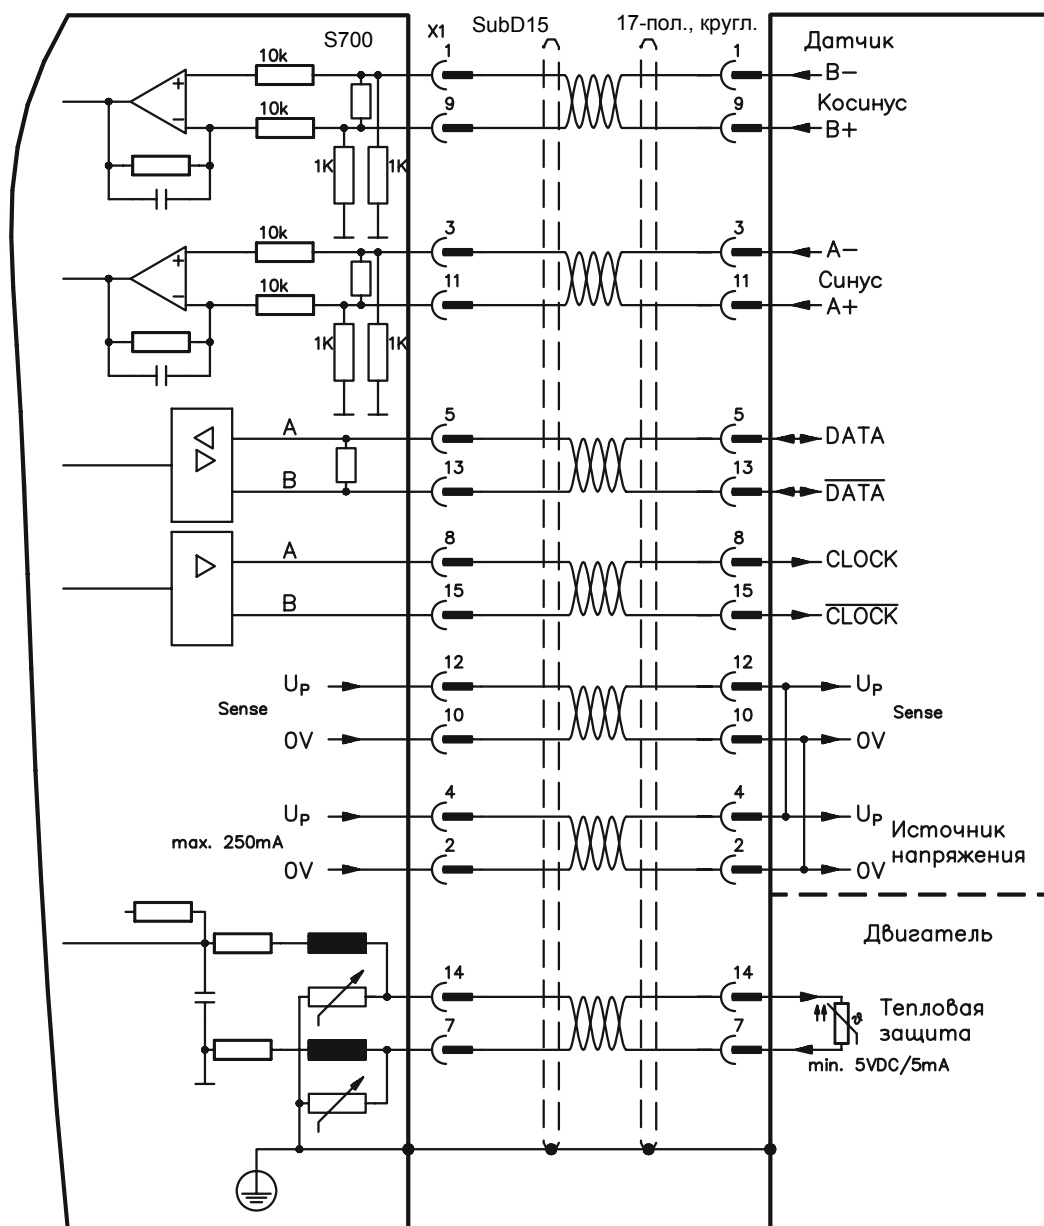 S700
X1
SubD15
17-пол., кругл.
Датчик
10k
1
1
B−
+
Косинус
10k
9
9
B+
−
1K
1K
10k
3
3
A−
+
Синус
10k
11
11
A+
−
1K
1K
A
5
5
DATA
B
13
13
DATA
A
8
8
CLOCK
B
15
15
CLOCK
UP
12
12
UP
Sense
Sense
0V
10
10
0V
UP
4
4
UP
max. 250mA
Источник
напряжения
0V
2
2
0V
Двигатель
14
14
Тепловая
защита
ϑ
7
7
min. 5VDC/5mA